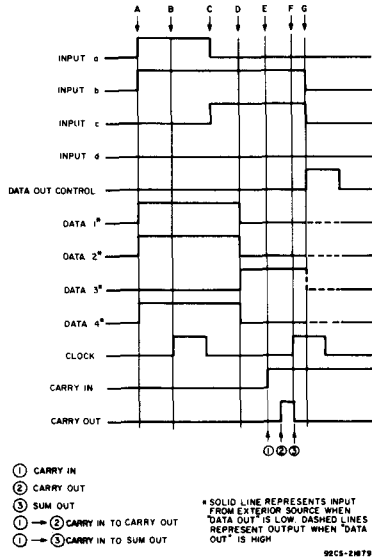 A B C D E F G
INPUT a
INPUT b
INPUT c
INPUT d
DATA OUT CONTROL
DATA 1*
DATA 2*
DATA 3*
DATA 4*
CLOCK
CARRY IN
CARRY OUT
① ② ③
① CARRY IN
② CARRY OUT
③ SUM OUT
① → ② CARRY IN TO CARRY OUT
① → ③ CARRY IN TO SUM OUT
* SOLID LINE REPRESENTS INPUT
FROM EXTERIOR SOURCE WHEN
"DATA OUT" IS LOW. DASHED LINES
REPRESENT OUTPUT WHEN "DATA
OUT" IS HIGH
92CS-21879